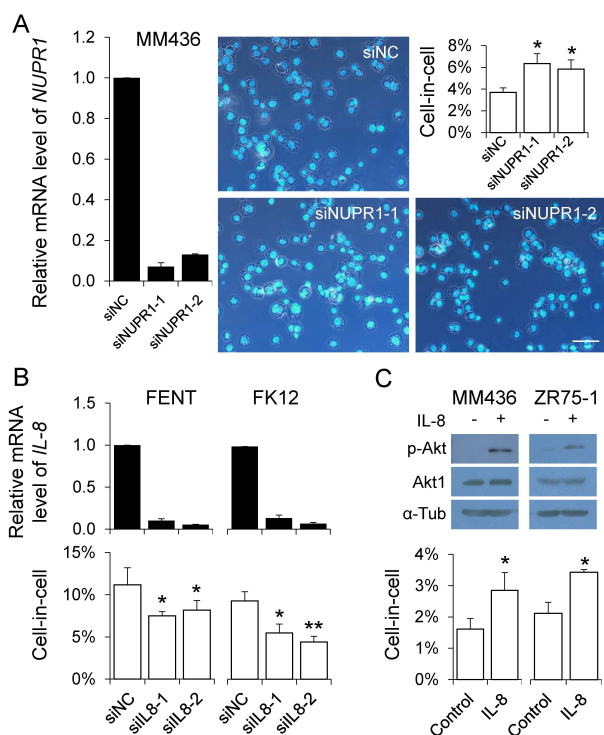 A
MM436
Relative mRNA level of NUPR1
1.2
1.0
0.8
0.6
0.4
0.2
0.0
siNC
siNUPR1-1
siNUPR1-2
siNC
Cell-in-cell
8%
6%
4%
2%
0%
*
*
siNC
siNUPR1-1
siNUPR1-2
siNUPR1-1
siNUPR1-2
B
FENT
FK12
Relative mRNA
level of IL-8
1.5
1.0
0.5
0.0
Cell-in-cell
15%
10%
5%
0%
*
*
*
**
siNC
siIL8-1
siIL8-2
siNC
siIL8-1
siIL8-2
C
MM436
ZR75-1
IL-8 - + - +
p-Akt
Akt1
α-Tub
Cell-in-cell
4%
3%
2%
1%
0%
*
*
Control
IL-8
Control
IL-8